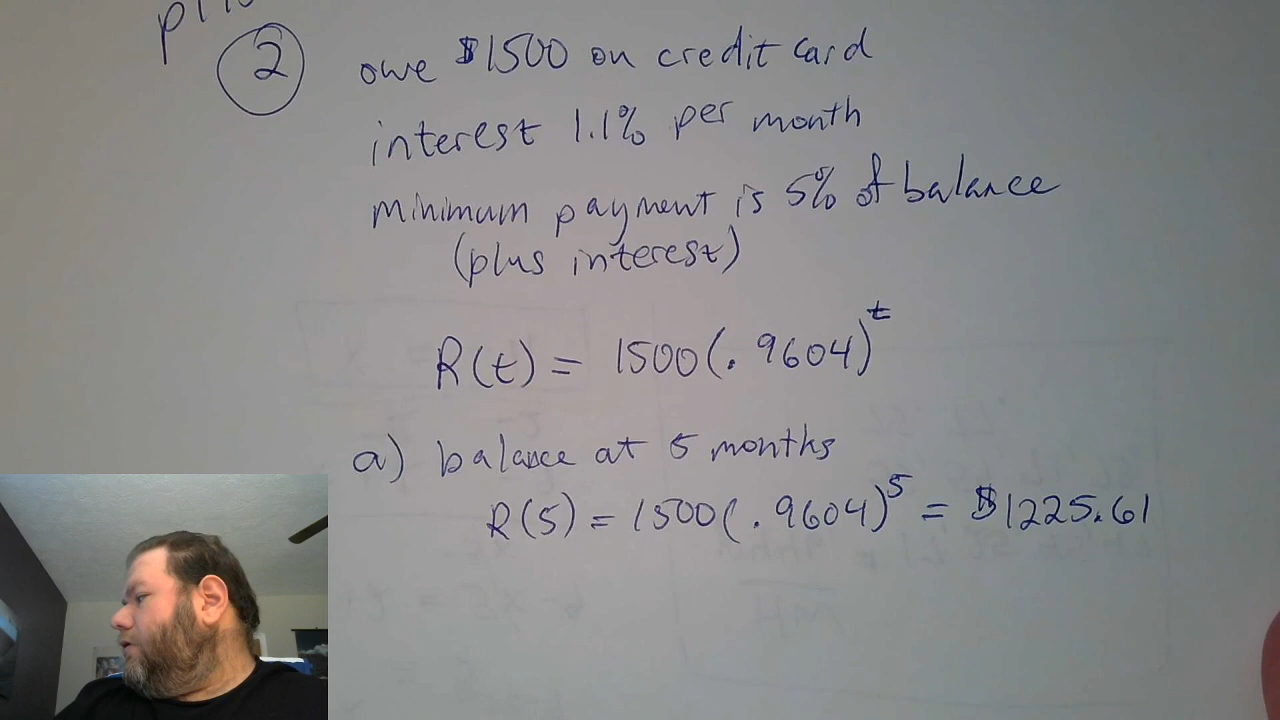 ②
owe $1500 on credit card
interest 1.1% per month
minimum payment is 5% of balance
(plus interest)
R(t) = 1500(.9604)^t
a) balance at 5 months
R(5) = 1500(.9604)^5 = $1225.61